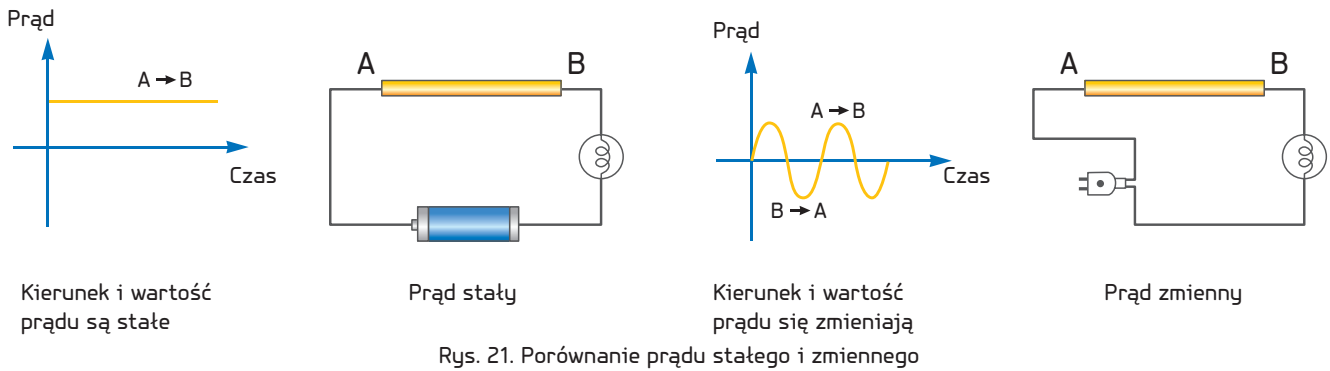 Prąd
A → B
Czas
Kierunek i wartość
prądu są stałe
A
B
Prąd stały
Prąd
A → B
B → A
Czas
Kierunek i wartość
prądu się zmieniają
A
B
Prąd zmienny
Rys. 21. Porównanie prądu stałego i zmiennego